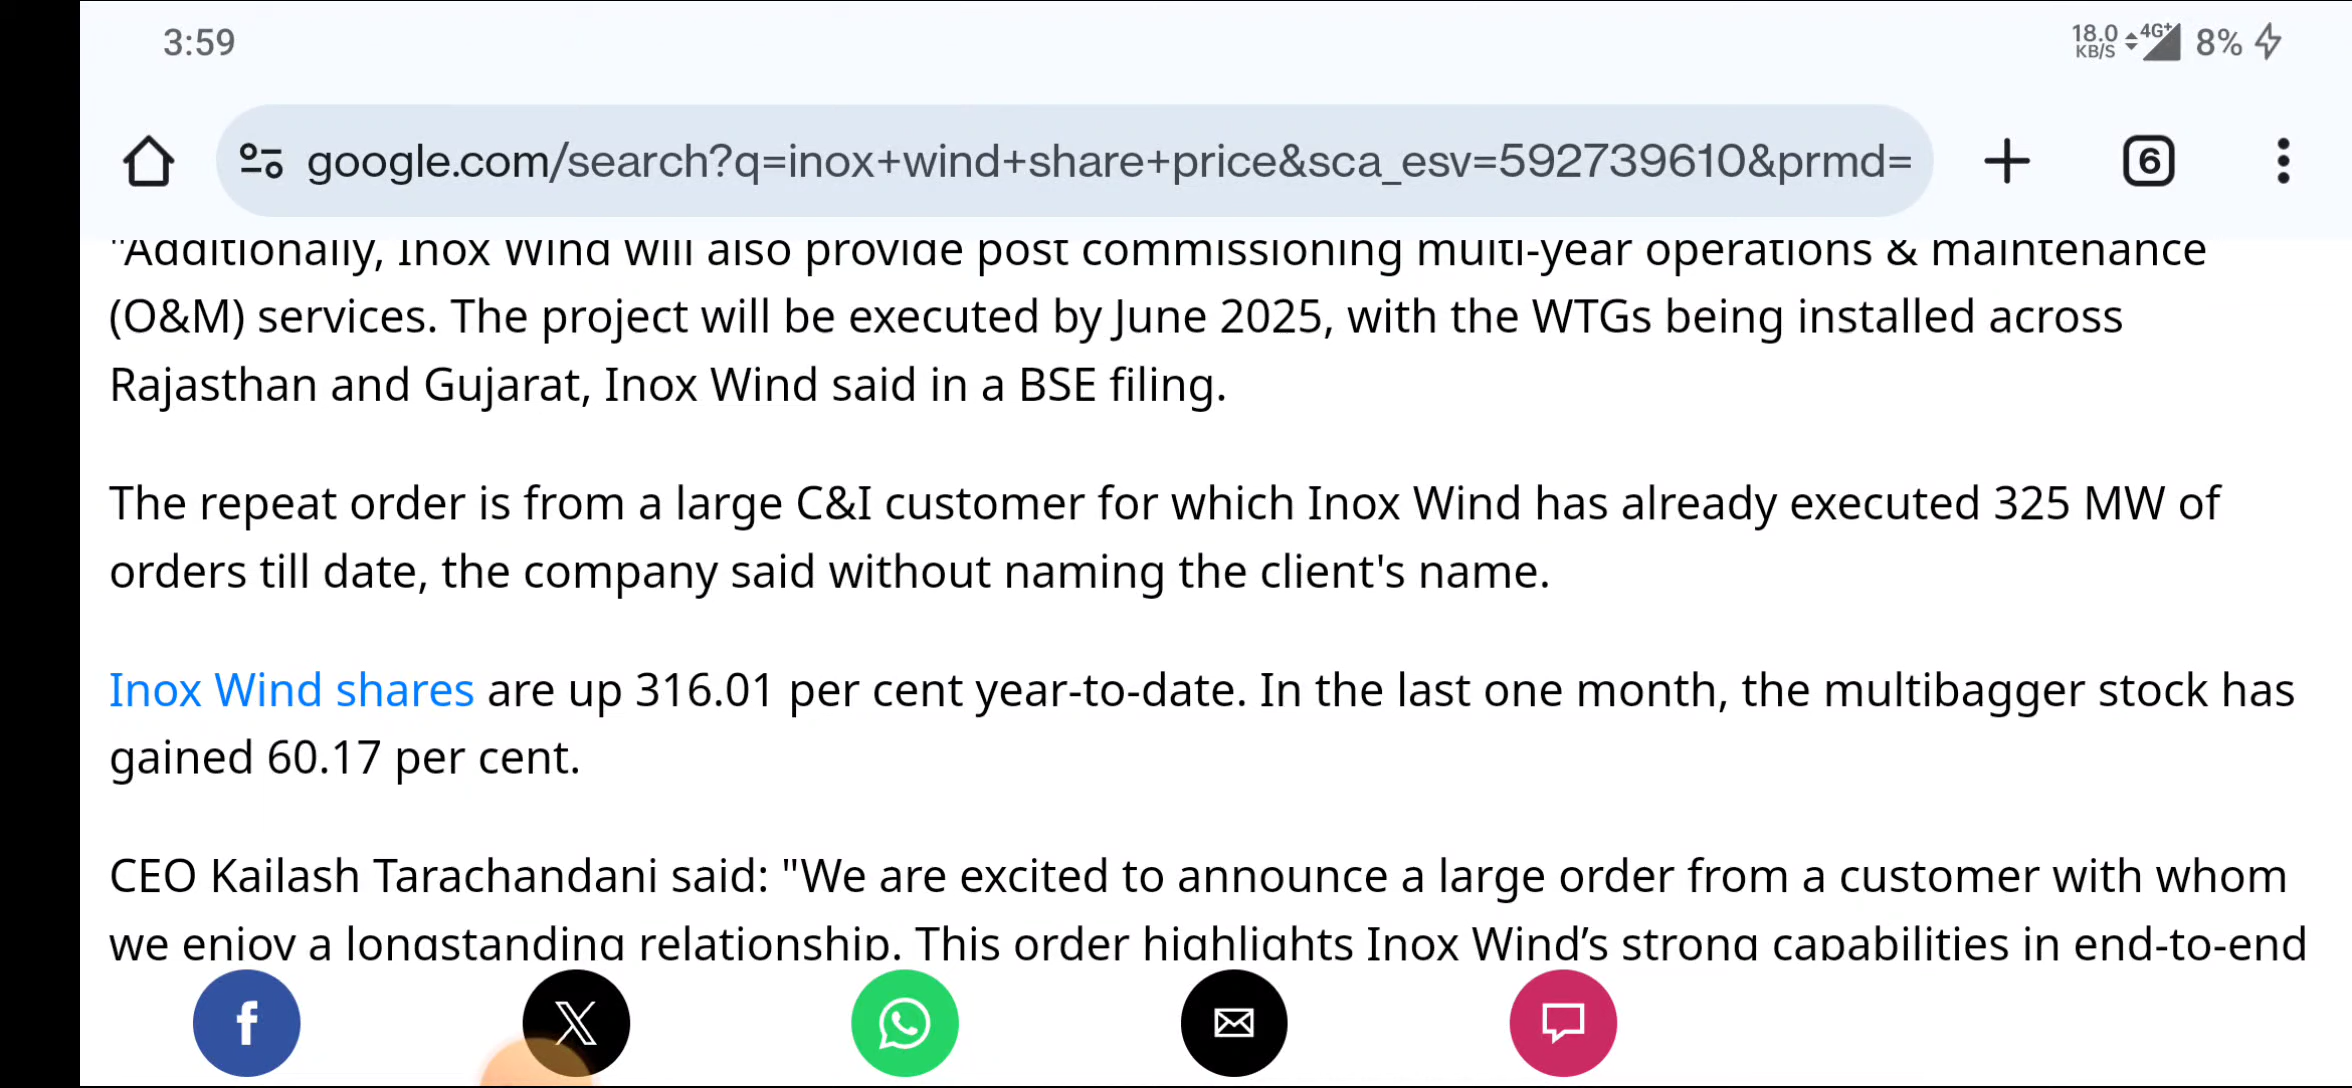 3:59
18.0 KB/S 4G+ 8%
google.com/search?q=inox+wind+share+price&sca_esv=592739610&prmd=
6
"Additionally, Inox Wind will also provide post commissioning multi-year operations & maintenance
(O&M) services. The project will be executed by June 2025, with the WTGs being installed across
Rajasthan and Gujarat, Inox Wind said in a BSE filing.
The repeat order is from a large C&I customer for which Inox Wind has already executed 325 MW of
orders till date, the company said without naming the client's name.
Inox Wind shares are up 316.01 per cent year-to-date. In the last one month, the multibagger stock has
gained 60.17 per cent.
CEO Kailash Tarachandani said: "We are excited to announce a large order from a customer with whom
we enjoy a longstanding relationship. This order highlights Inox Wind’s strong capabilities in end-to-end